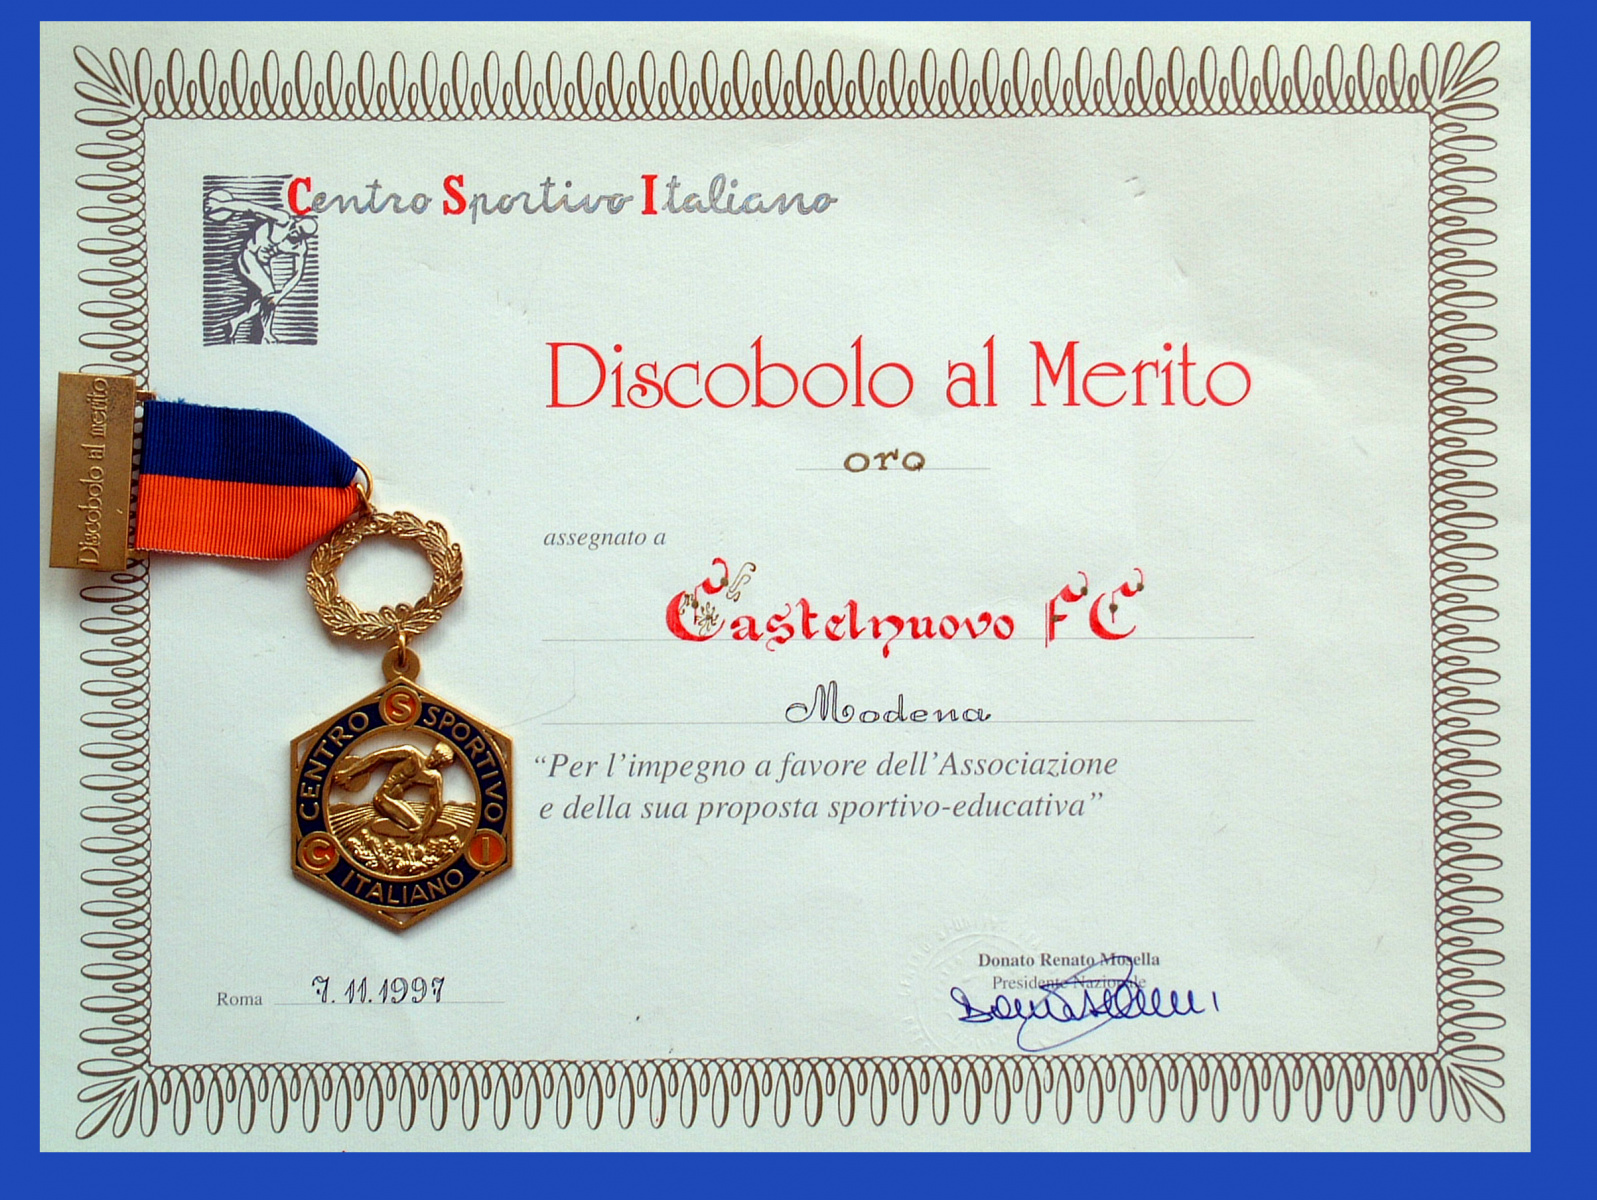 Centro Sportivo Italiano
Discobolo al Merito
oro
assegnato a
Castelnuovo FC
Modena
“Per l’impegno a favore dell’Associazione
e della sua proposta sportivo-educativa”
Discobolo al merito
CENTRO S SPORTIVO
C I
ITALIANO
Donato Renato Mosella
Presidente Nazionale
Roma 7.11.1997